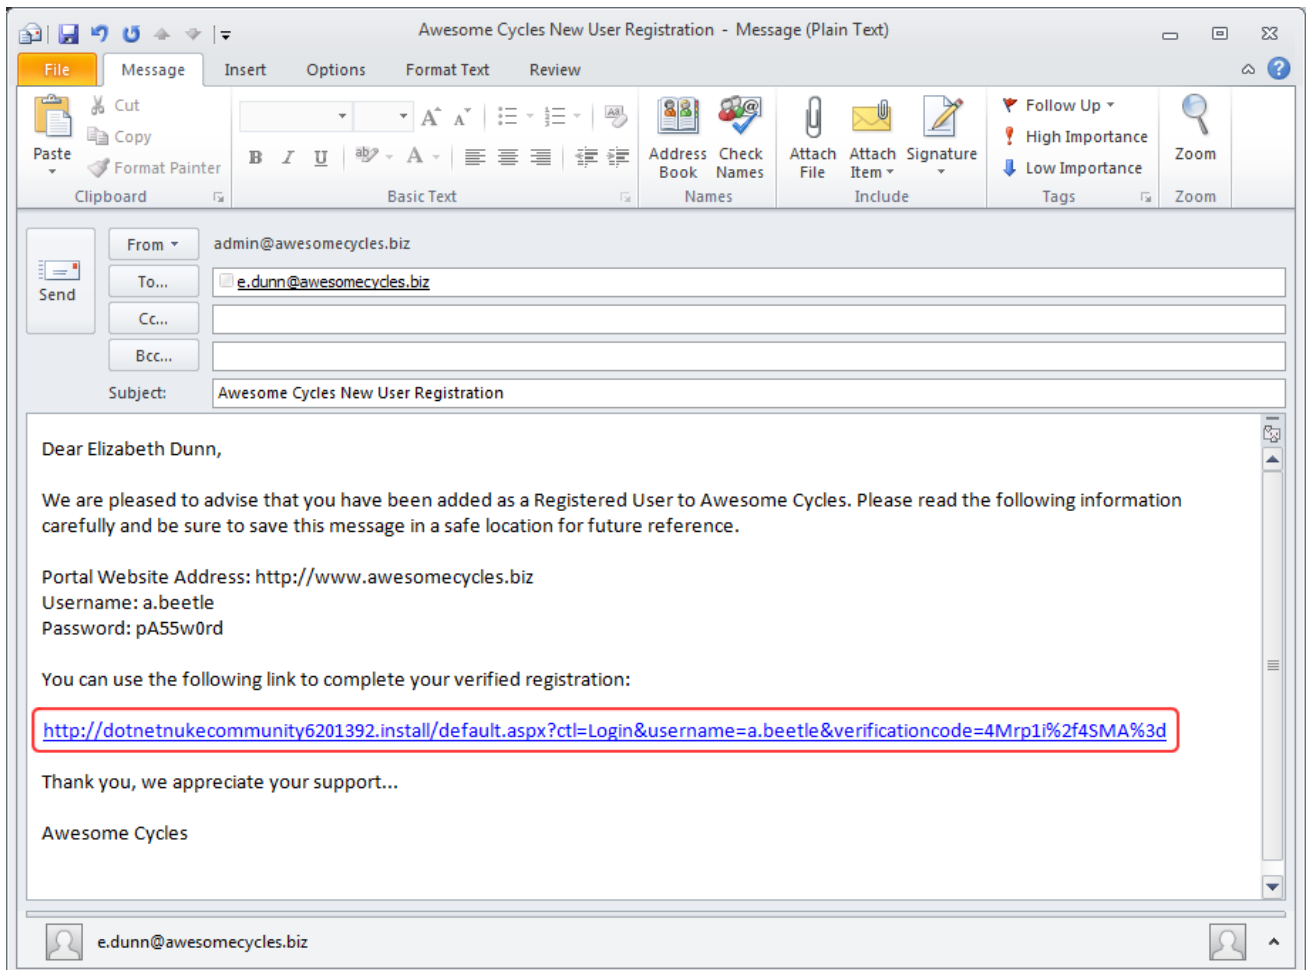 Awesome Cycles New User Registration - Message (Plain Text)
File Message Insert Options Format Text Review
Paste
Cut
Copy
Format Painter
Clipboard
B I U
Basic Text
Address Book
Check Names
Names
Attach File
Attach Item
Signature
Include
Follow Up
High Importance
Low Importance
Tags
Zoom
Zoom
Send
From admin@awesomecycles.biz
To... e.dunn@awesomecycles.biz
Cc...
Bcc...
Subject: Awesome Cycles New User Registration
Dear Elizabeth Dunn,
We are pleased to advise that you have been added as a Registered User to Awesome Cycles. Please read the following information
carefully and be sure to save this message in a safe location for future reference.
Portal Website Address: http://www.awesomecycles.biz
Username: a.beetle
Password: pA55w0rd
You can use the following link to complete your verified registration:
http://dotnetnukecommunity6201392.install/default.aspx?ctl=Login&username=a.beetle&verificationcode=4Mrp1i%2f4SMA%3d
Thank you, we appreciate your support...
Awesome Cycles
e.dunn@awesomecycles.biz